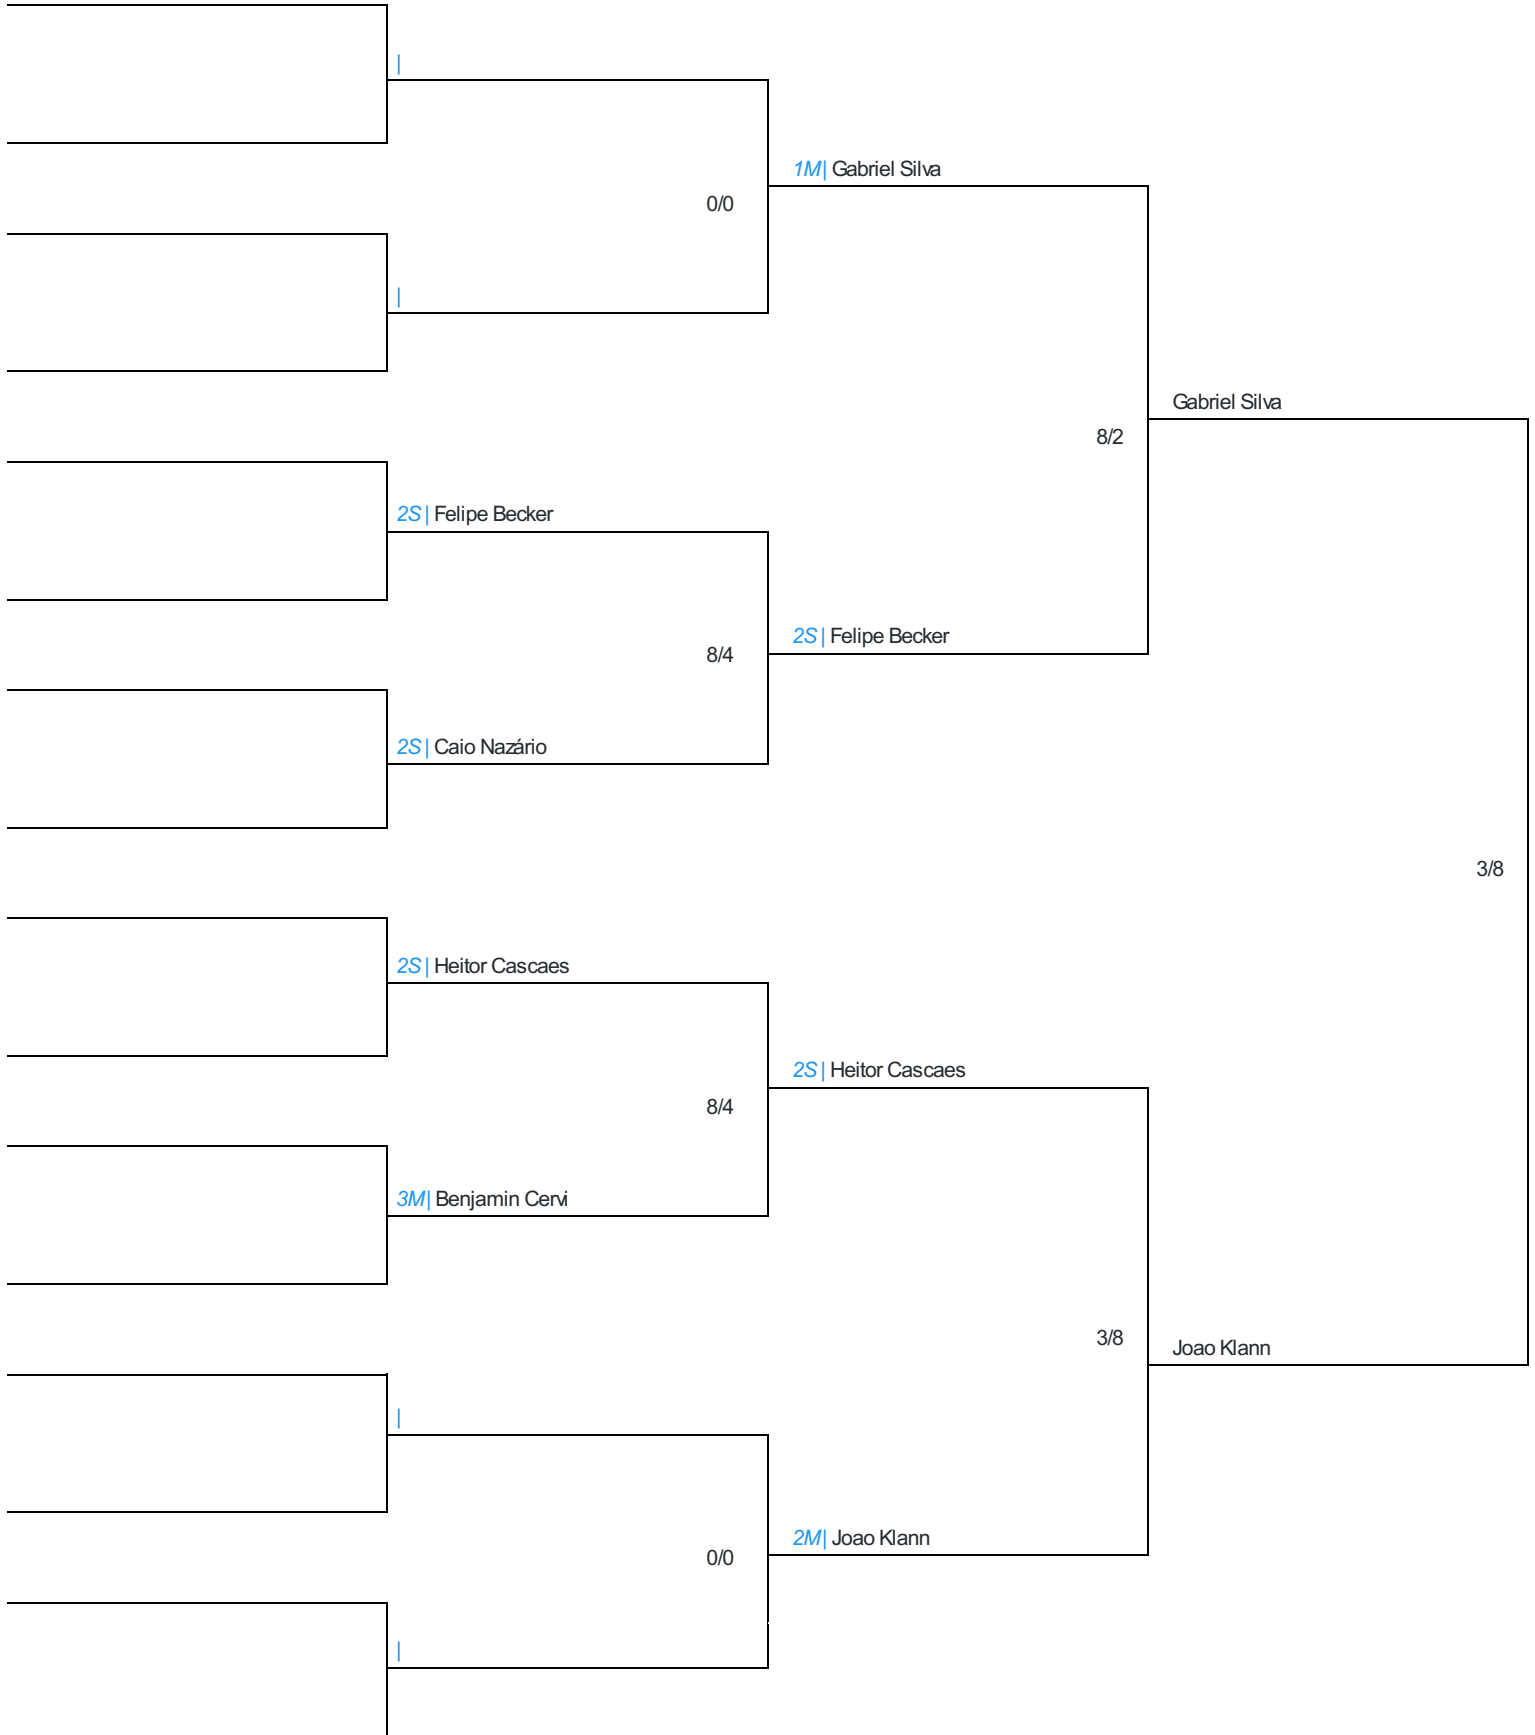 |
1M| Gabriel Silva
0/0
|
Gabriel Silva
8/2
2S| Felipe Becker
2S| Felipe Becker
8/4
2S| Caio Nazário
3/8
2S| Heitor Cascaes
2S| Heitor Cascaes
8/4
3M| Benjamin Cervi
3/8
Joao Klann
|
2M| Joao Klann
0/0
|